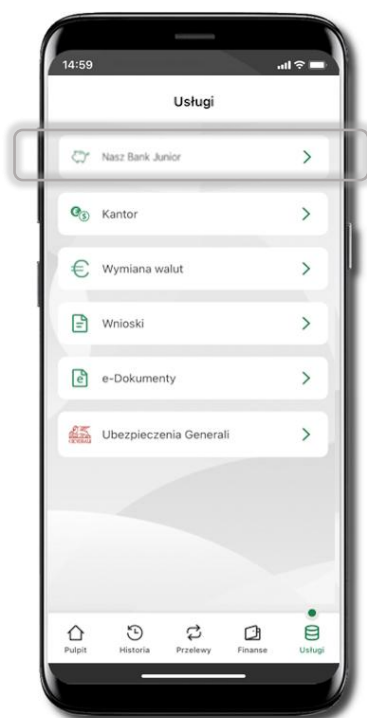 14:59
Usługi
Nasz Bank Junior
Kantor
Wymiana walut
Wnioski
e-Dokumenty
Ubezpieczenia Generali
Pulpit
Historia
Przelewy
Finanse
Usługi